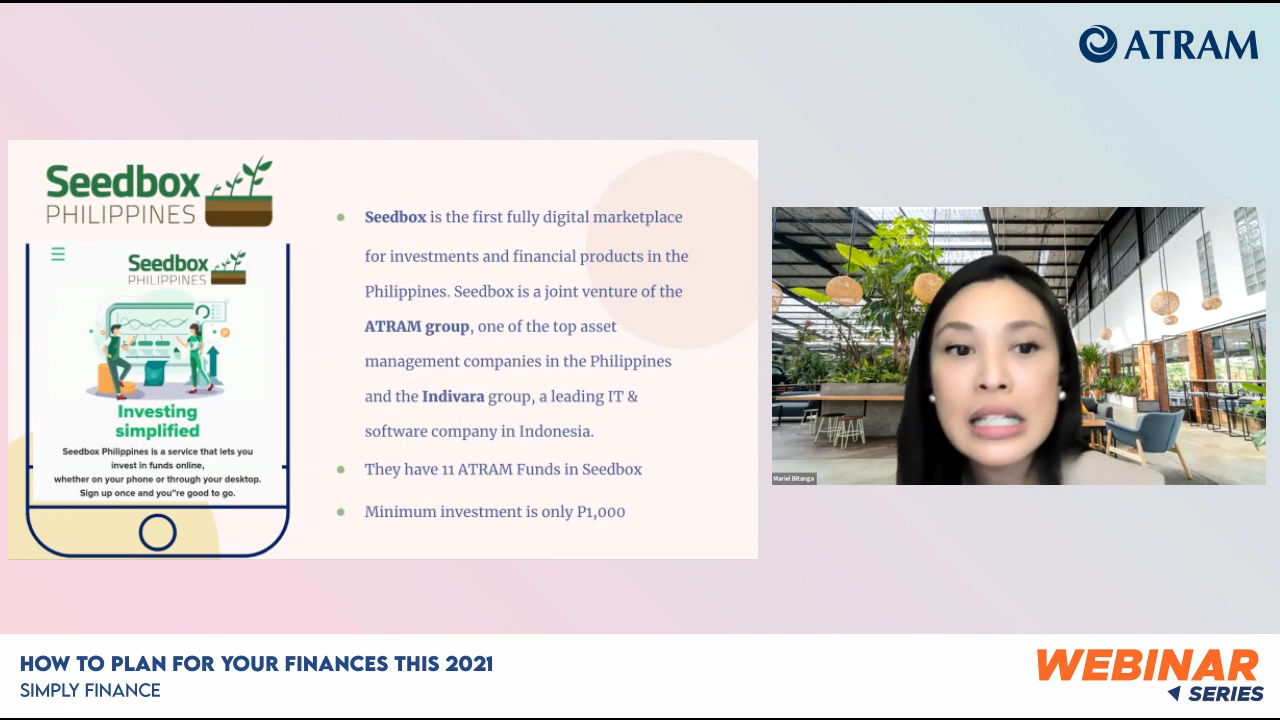 ATRAM
Seedbox
PHILIPPINES
Seedbox
PHILIPPINES
Investing
simplified
Seedbox Philippines is a service that lets you
invest in funds online,
whether on your phone or through your desktop.
Sign up once and you"re good to go.
Seedbox is the first fully digital marketplace
for investments and financial products in the
Philippines. Seedbox is a joint venture of the
ATRAM group, one of the top asset
management companies in the Philippines
and the Indivara group, a leading IT &
software company in Indonesia.
They have 11 ATRAM Funds in Seedbox
Minimum investment is only P1,000
Mariel Bitanga
HOW TO PLAN FOR YOUR FINANCES THIS 2021
SIMPLY FINANCE
WEBINAR
SERIES